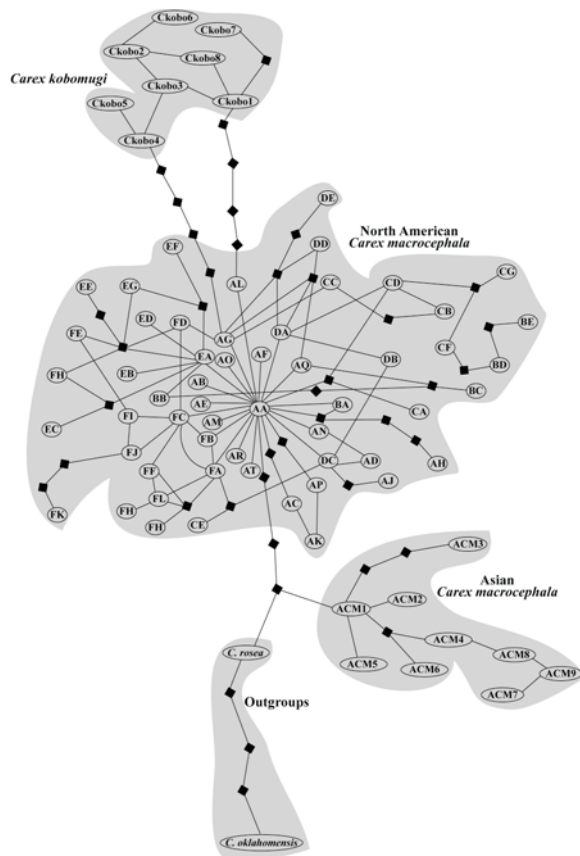 Ckobo6
Ckobo7
Ckobo2
Ckobo8
Carex kobomugi
Ckobo3
Ckobo5
Ckobo1
Ckobo4
DE
North American
Carex macrocephala
EF
DD
CG
EE
EG
AL
CC
CD
FE
ED
FD
AG
DA
CB
BE
EA
AO
AF
CF
FH
EB
AQ
DB
BD
BB
AB
BC
AE
AA
BA
CA
FI
FC
AM
AN
EC
FB
FJ
AR
FA
AT
DC
AD
AH
FF
AP
AJ
FK
FL
FH
AC
FH
CE
AK
ACM3
Asian
Carex macrocephala
ACM1
ACM2
C. rosea
ACM4
ACM8
ACM5
ACM6
ACM9
ACM7
Outgroups
C. oklahomensis